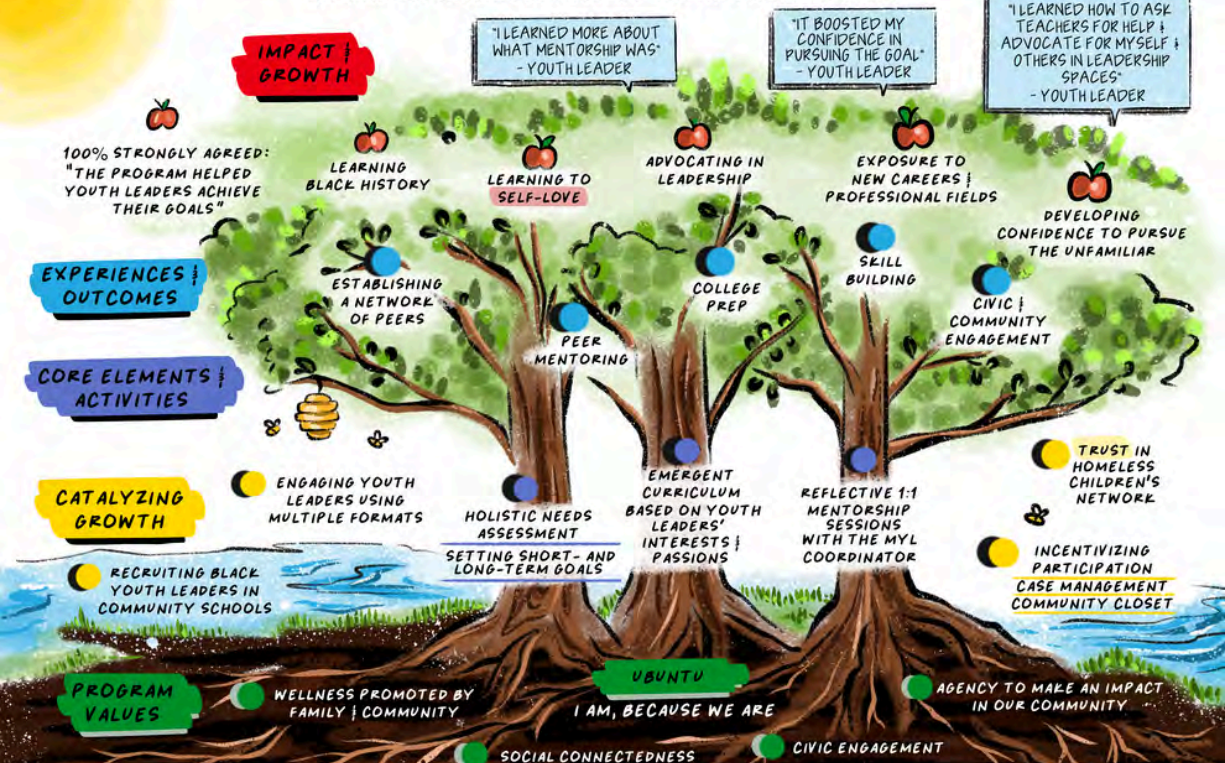 "I LEARNED MORE ABOUT
WHAT MENTORSHIP WAS"
- YOUTH LEADER
"IT BOOSTED MY
CONFIDENCE IN
PURSUING THE GOAL"
- YOUTH LEADER
"I LEARNED HOW TO ASK
TEACHERS FOR HELP &
ADVOCATE FOR MYSELF &
OTHERS IN LEADERSHIP
SPACES"
- YOUTH LEADER
IMPACT &
GROWTH
100% STRONGLY AGREED:
"THE PROGRAM HELPED
YOUTH LEADERS ACHIEVE
THEIR GOALS"
LEARNING
BLACK HISTORY
LEARNING TO
SELF-LOVE
ADVOCATING IN
LEADERSHIP
EXPOSURE TO
NEW CAREERS &
PROFESSIONAL FIELDS
DEVELOPING
CONFIDENCE TO PURSUE
THE UNFAMILIAR
EXPERIENCES &
OUTCOMES
ESTABLISHING
A NETWORK
OF PEERS
PEER
MENTORING
COLLEGE
PREP
SKILL
BUILDING
CIVIC &
COMMUNITY
ENGAGEMENT
CORE ELEMENTS &
ACTIVITIES
HOLISTIC NEEDS
ASSESSMENT
SETTING SHORT- AND
LONG-TERM GOALS
EMERGENT
CURRICULUM
BASED ON YOUTH
LEADERS'
INTERESTS &
PASSIONS
REFLECTIVE 1:1
MENTORSHIP
SESSIONS
WITH THE MYL
COORDINATOR
CATALYZING
GROWTH
ENGAGING YOUTH
LEADERS USING
MULTIPLE FORMATS
RECRUITING BLACK
YOUTH LEADERS IN
COMMUNITY SCHOOLS
TRUST IN
HOMELESS
CHILDREN'S
NETWORK
INCENTIVIZING
PARTICIPATION
CASE MANAGEMENT
COMMUNITY CLOSET
PROGRAM
VALUES
WELLNESS PROMOTED BY
FAMILY & COMMUNITY
UBUNTU
I AM, BECAUSE WE ARE
AGENCY TO MAKE AN IMPACT
IN OUR COMMUNITY
SOCIAL CONNECTEDNESS
CIVIC ENGAGEMENT